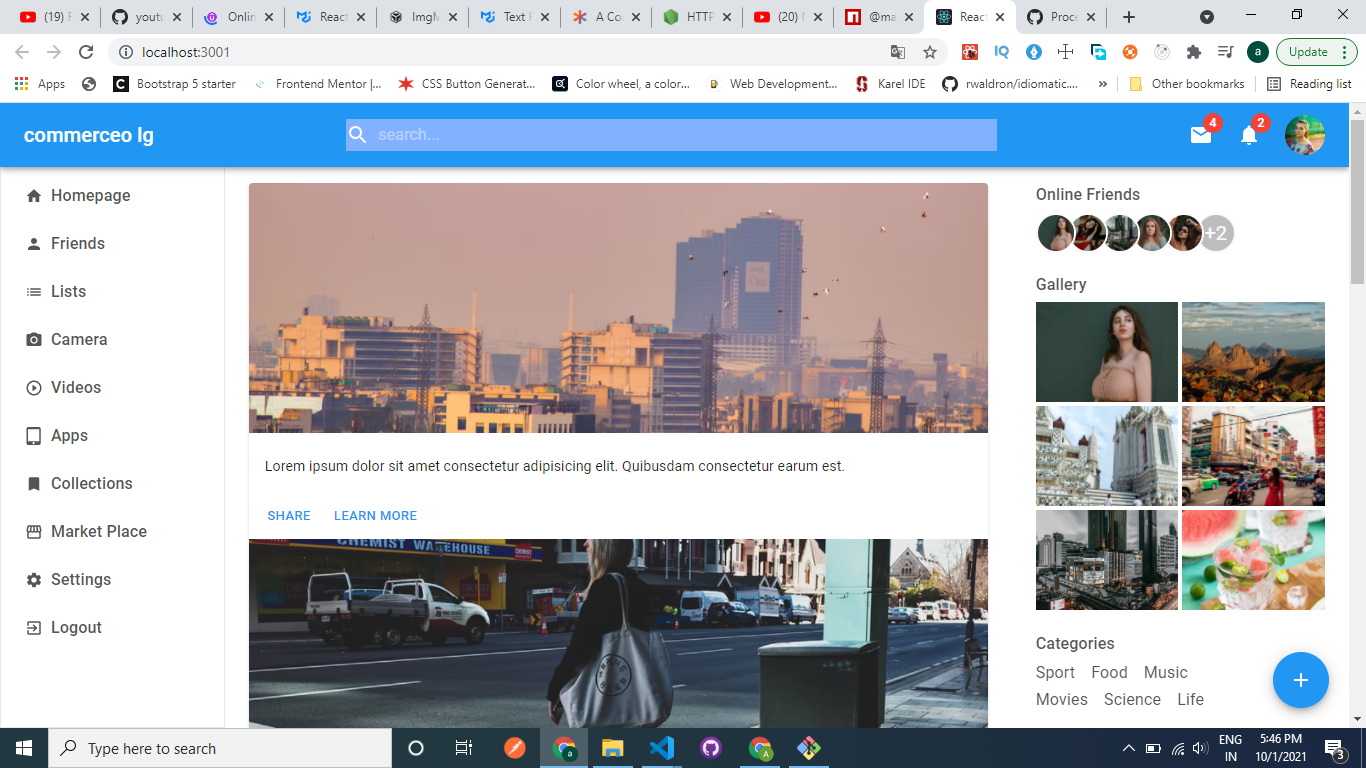 (19) F
youtu
Onlin
React
ImgM
Text F
A Co
HTTP
(20) N
@ma
React
Proce
localhost:3001
Update
Apps
Bootstrap 5 starter
Frontend Mentor |...
CSS Button Generat...
Color wheel, a color...
Web Development...
Karel IDE
rwaldron/idiomatic....
»
Other bookmarks
Reading list
commerceo lg
search...
4
2
Homepage
Friends
Lists
Camera
Videos
Apps
Collections
Market Place
Settings
Logout
Lorem ipsum dolor sit amet consectetur adipisicing elit. Quibusdam consectetur earum est.
SHARE LEARN MORE
CHEMIST WAREHOUSE
CHEMIST
Online Friends
+2
Gallery
Categories
Sport Food Music
Movies Science Life
Type here to search
ENG
IN
5:46 PM
10/1/2021
3